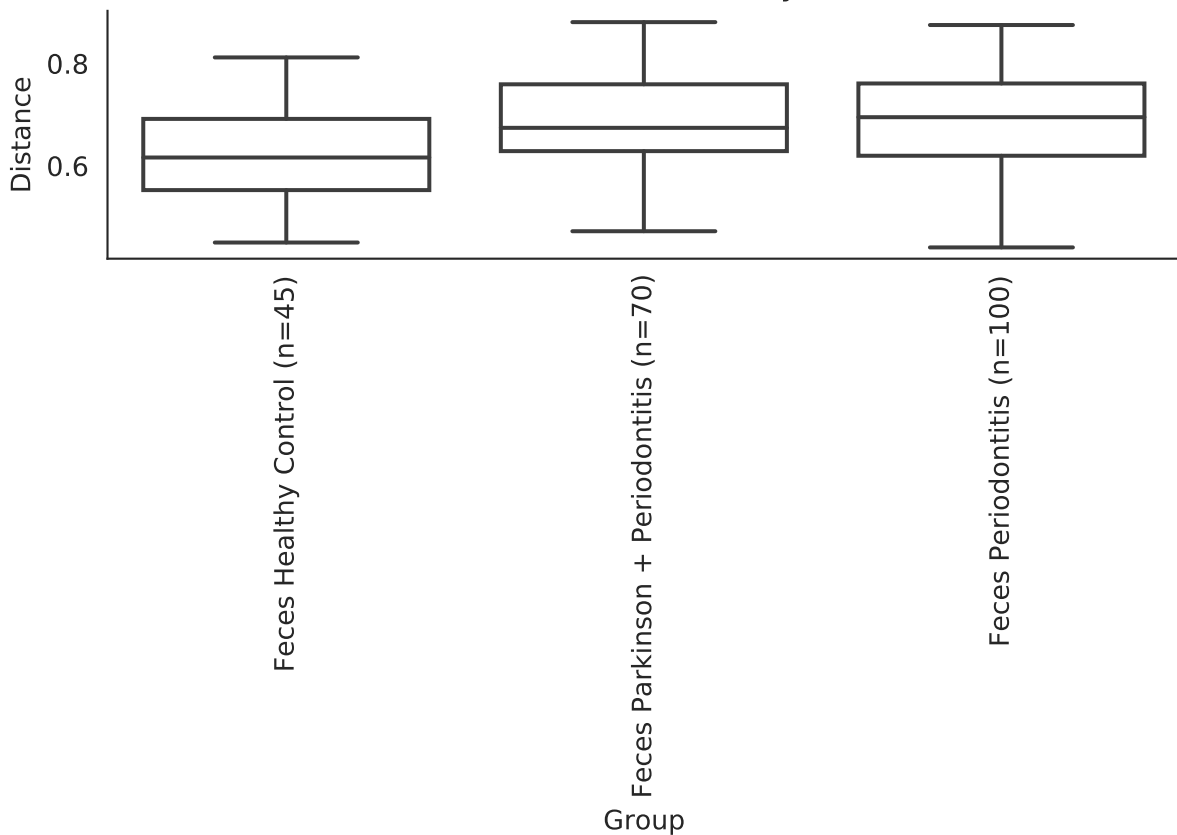 Distance
0.8
0.6
Feces Healthy Control (n=45)
Feces Parkinson + Periodontitis (n=70)
Feces Periodontitis (n=100)
Group